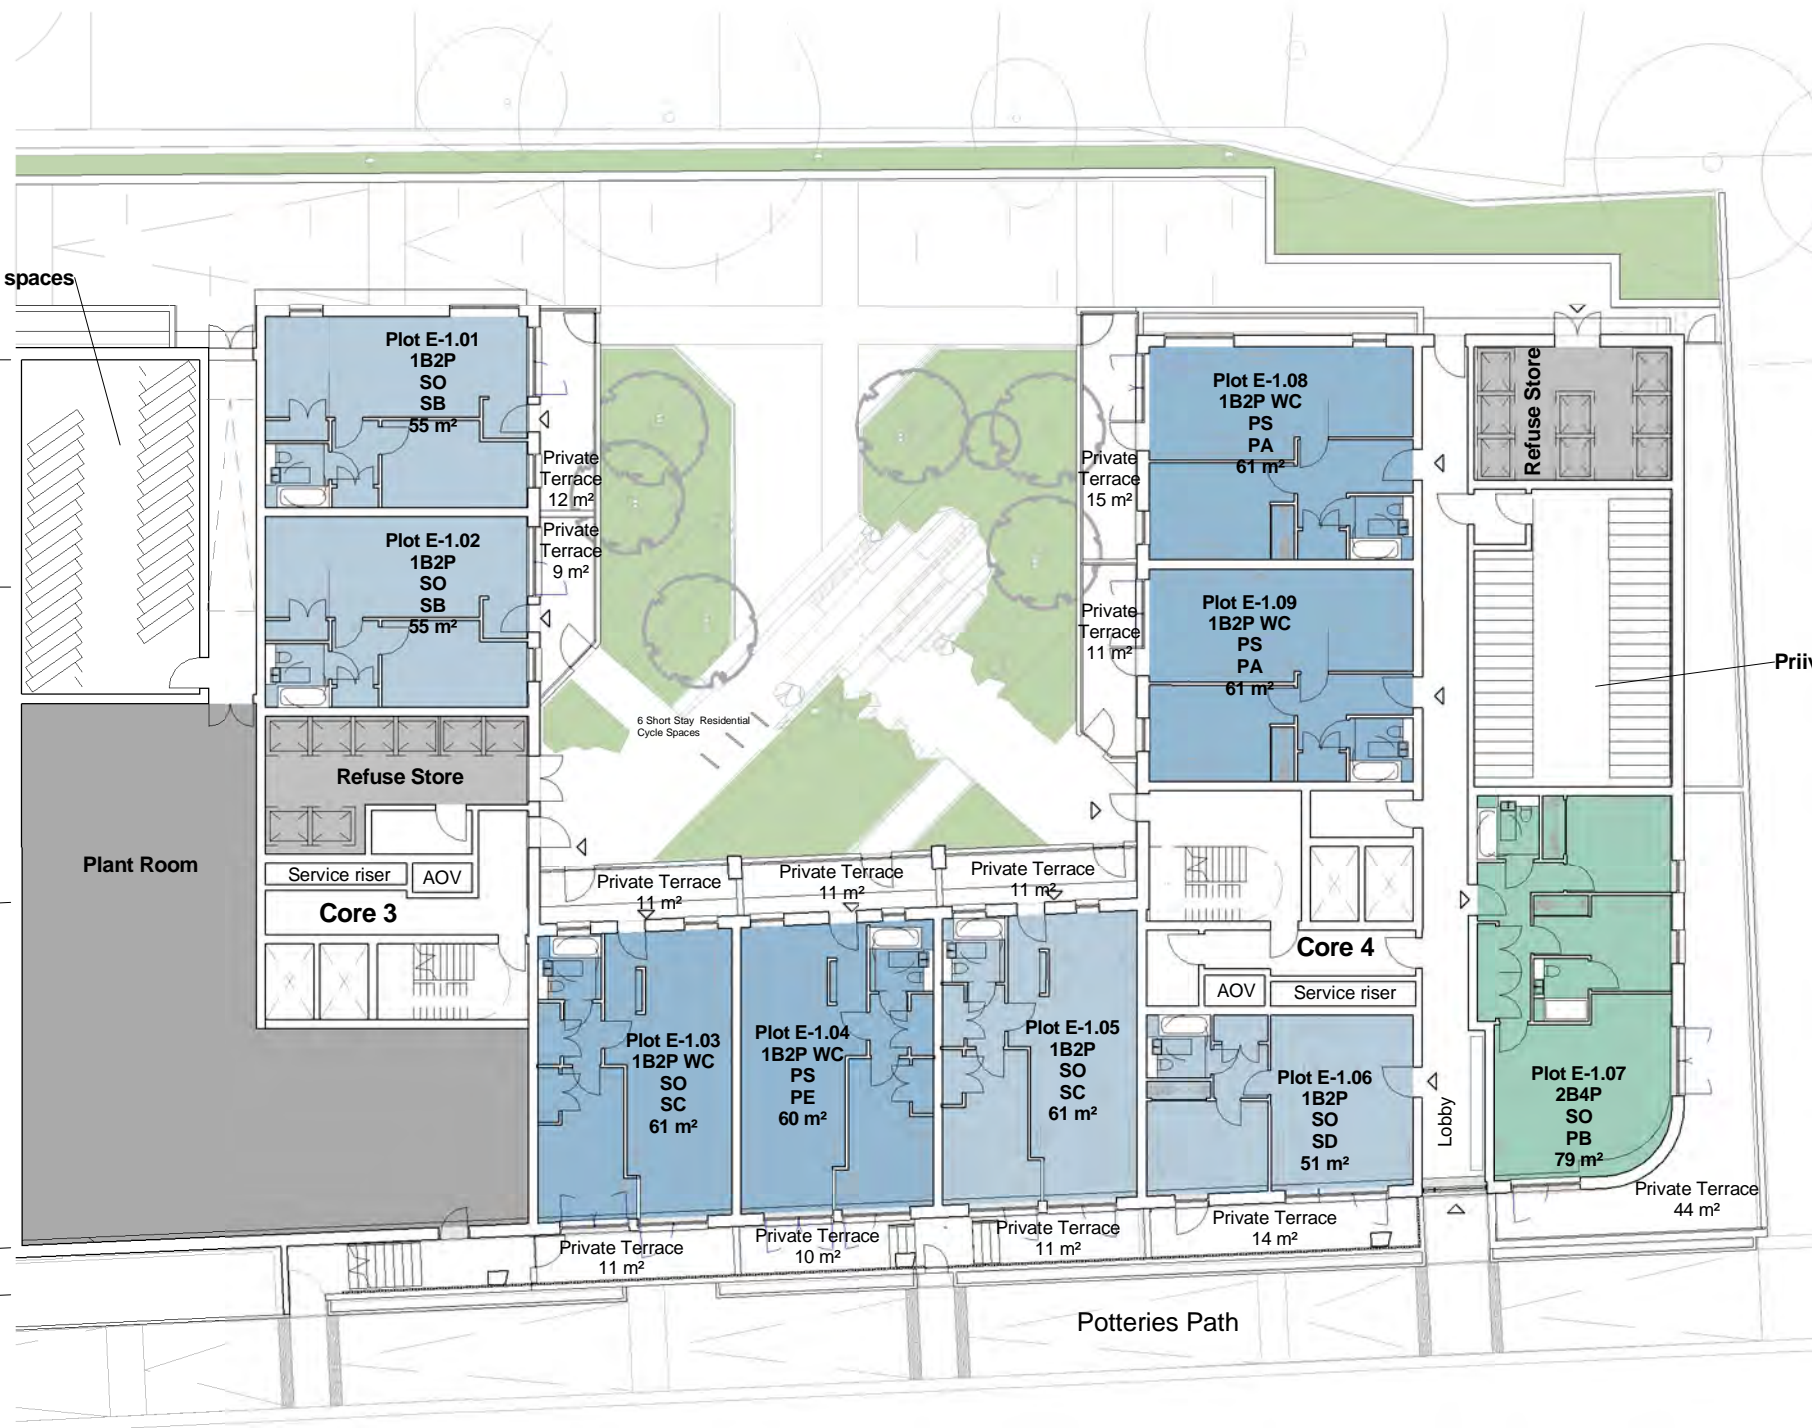 spaces
Plot E-1.01
1B2P
SO
SB
55 m²
Private
Terrace
12 m²
Plot E-1.02
1B2P
SO
SB
55 m²
Private
Terrace
9 m²
Plot E-1.08
1B2P WC
PS
PA
61 m²
Private
Terrace
15 m²
Refuse Store
Plot E-1.09
1B2P WC
PS
PA
61 m²
Private
Terrace
11 m²
Priiv
6 Short Stay Residential
Cycle Spaces
Refuse Store
Plant Room
Service riser
AOV
Core 3
Private Terrace
11 m²
Private Terrace
11 m²
Private Terrace
11 m²
Core 4
AOV
Service riser
Plot E-1.03
1B2P WC
SO
SC
61 m²
Plot E-1.04
1B2P WC
PS
PE
60 m²
Plot E-1.05
1B2P
SO
SC
61 m²
Plot E-1.06
1B2P
SO
SD
51 m²
Lobby
Plot E-1.07
2B4P
SO
PB
79 m²
Private Terrace
44 m²
Private Terrace
11 m²
Private Terrace
10 m²
Private Terrace
11 m²
Private Terrace
14 m²
Potteries Path